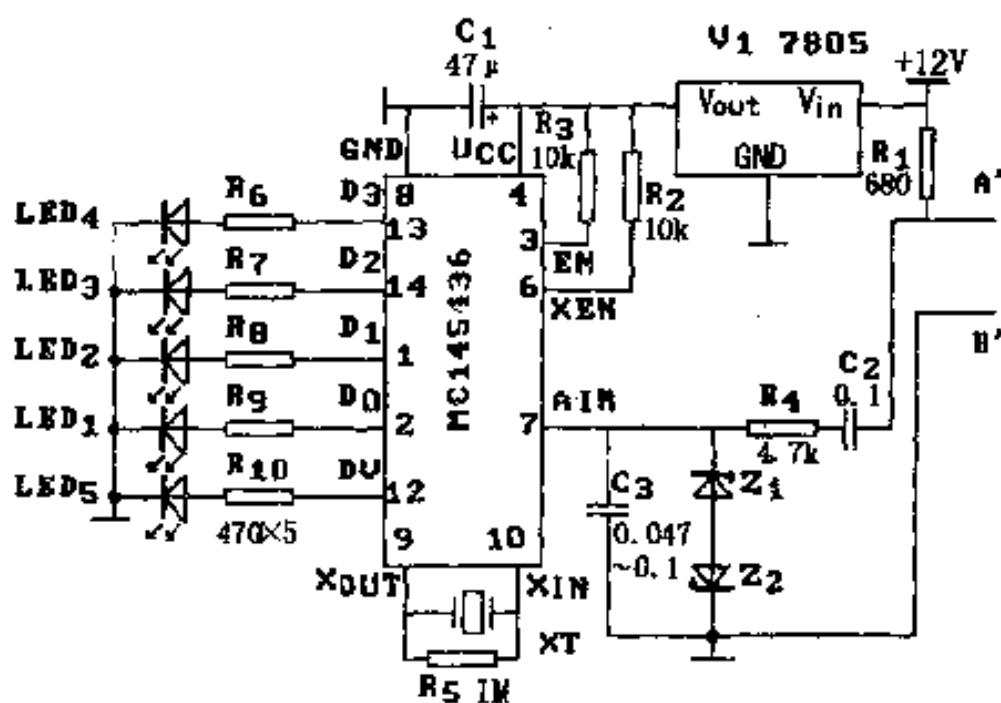 C1
47μ
V1 7805
+12V
Vout Vin
GND
R3
10k
R2
10k
R1
680
A'
GND
UCC
8
4
LED4
R6
D3
13
3
EN
LED3
R7
D2
14
6
XEN
LED2
R8
D1
1
MC145436
B'
LED1
R9
D0
2
7
AIN
R4
4.7k
C2
0.1
LED5
R10
DV
12
470×5
9
10
C3
0.047
~0.1
Z1
Z2
XOUT
XIN
XT
R5 1M